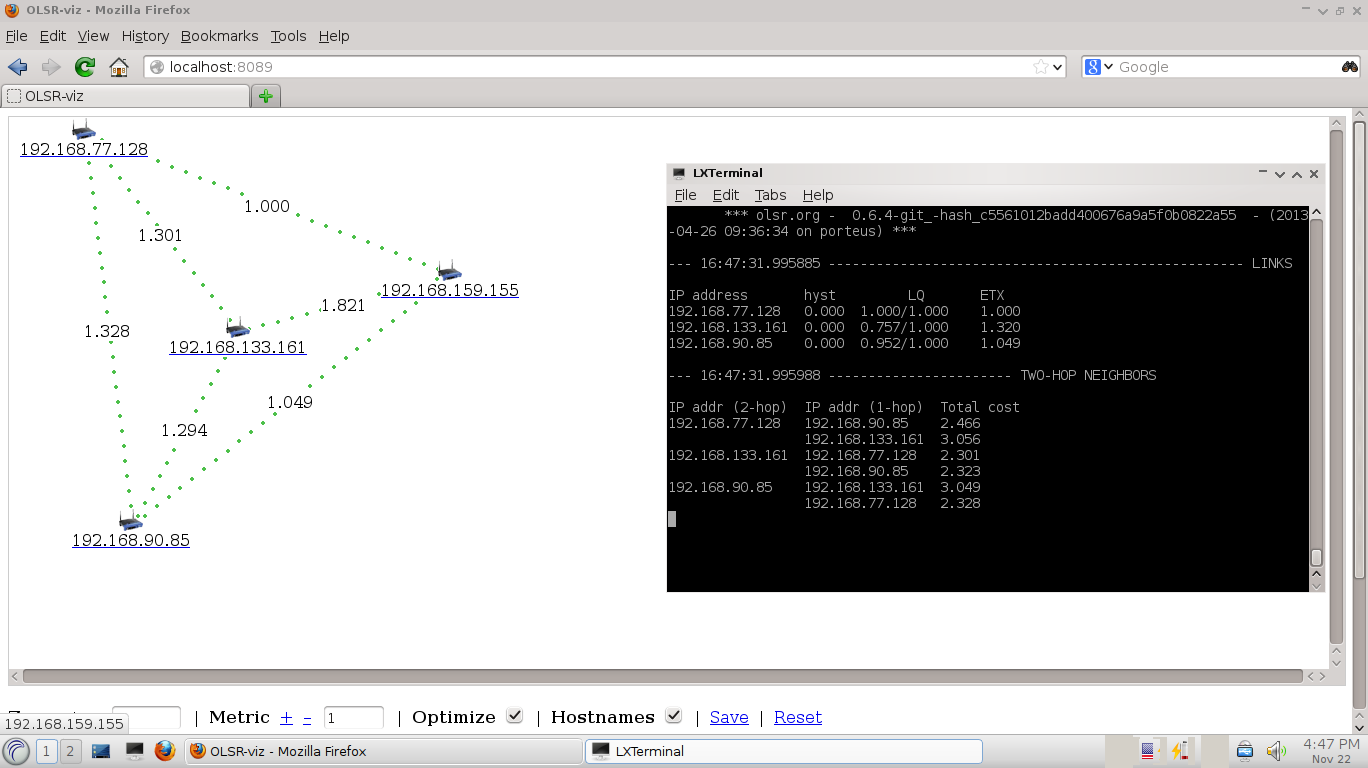 OLSR-viz - Mozilla Firefox
File Edit View History Bookmarks Tools Help
localhost:8089
Google
OLSR-viz
192.168.77.128
1.000
1.301
192.168.159.155
1.821
1.328
192.168.133.161
1.049
1.294
192.168.90.85
LXTerminal
File Edit Tabs Help
*** olsr.org - 0.6.4-git_-hash_c5561012badd400676a9a5f0b0822a55 - (2013
-04-26 09:36:34 on porteus) ***
--- 16:47:31.995885 ---------------------------------------------------- LINKS
IP address hyst LQ ETX
192.168.77.128 0.000 1.000/1.000 1.000
192.168.133.161 0.000 0.757/1.000 1.320
192.168.90.85 0.000 0.952/1.000 1.049
--- 16:47:31.995988 ----------------------- TWO-HOP NEIGHBORS
IP addr (2-hop) IP addr (1-hop) Total cost
192.168.77.128 192.168.90.85 2.466
192.168.133.161 3.056
192.168.133.161 192.168.77.128 2.301
192.168.90.85 2.323
192.168.90.85 192.168.133.161 3.049
192.168.77.128 2.328
| Metric + - 1 | Optimize | Hostnames | Save | Reset
192.168.159.155
1 2 OLSR-viz - Mozilla Firefox LXTerminal 4:47 PM
Nov 22